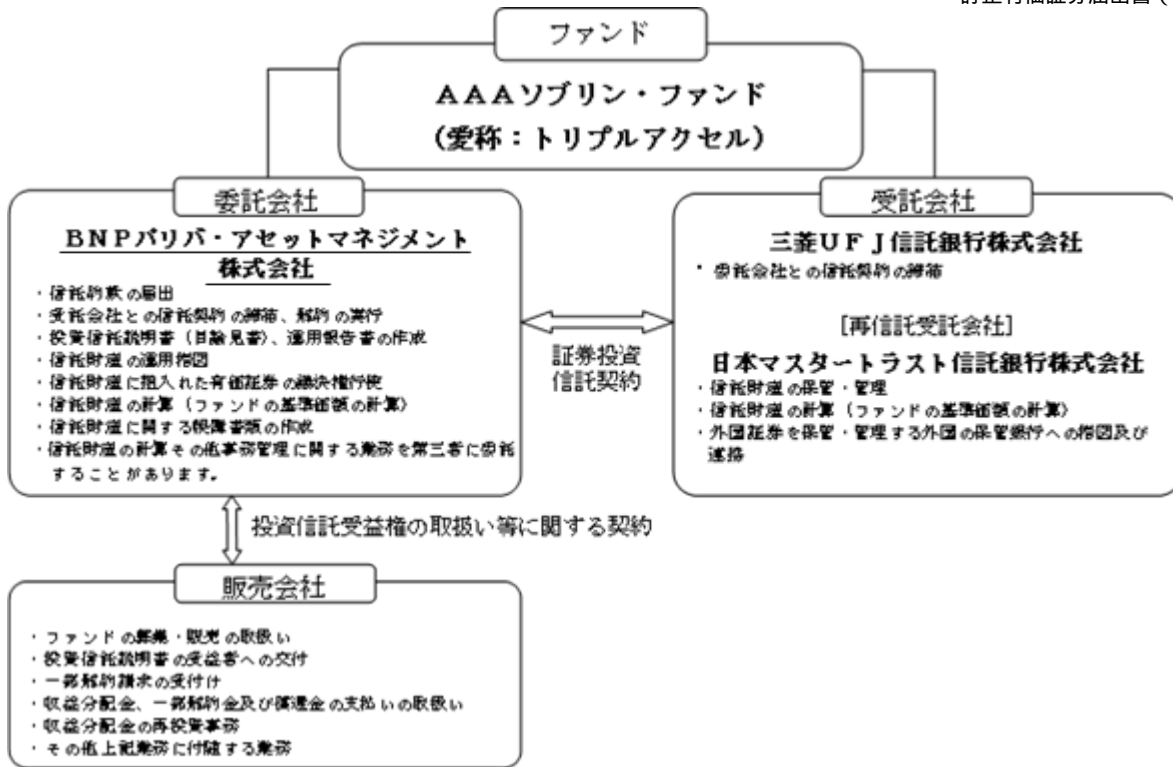 訂正有価証券届出書（
ファンド
ＡＡＡソブリン・ファンド
（愛称：トリプルアクセル）
委託会社
ＢＮＰパリバ・アセットマネジメント
株式会社
・信託約款の届出
・受託会社との信託契約の締結、解約の実行
・投資信託説明書（目論見書）、運用報告書の作成
・信託財産の運用指図
・信託財産に組入れた有価証券の議決権行使
・信託財産の計算（ファンドの基準価額の計算）
・信託財産に関する帳簿書類の作成
・信託財産の計算その他事務管理に関する業務を第三者に委託
することがあります。
受託会社
三菱ＵＦＪ信託銀行株式会社
・委託会社との信託契約の締結
［再信託受託会社］
日本マスタートラスト信託銀行株式会社
・信託財産の保管・管理
・信託財産の計算（ファンドの基準価額の計算）
・外国証券を保管・管理する外国の保管銀行への指図及び
連絡
証券投資
信託契約
投資信託受益権の取扱い等に関する契約
販売会社
・ファンドの募集・販売の取扱い
・投資信託説明書の受益者への交付
・一部解約請求の受付け
・収益分配金、一部解約金及び償還金の支払いの取扱い
・収益分配金の再投資事務
・その他上記業務に付随する業務